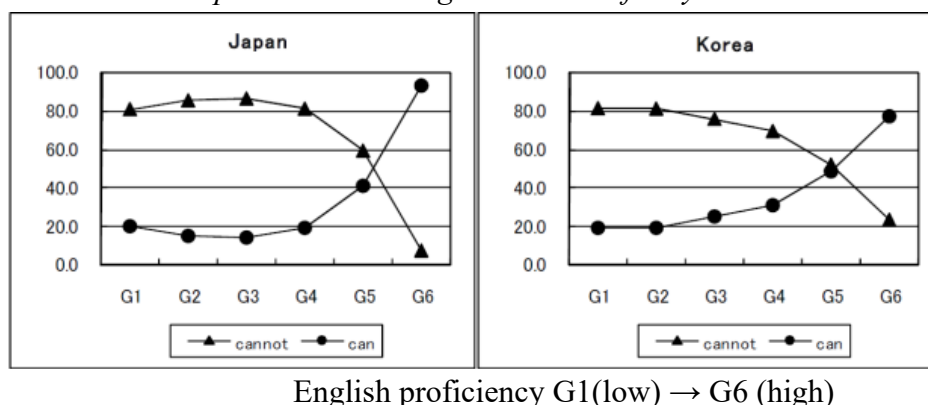 Japan
100.0
80.0
60.0
40.0
20.0
0.0
G1 G2 G3 G4 G5 G6
cannot can
Korea
100.0
80.0
60.0
40.0
20.0
0.0
G1 G2 G3 G4 G5 G6
cannot can
English proficiency G1(low) → G6 (high)